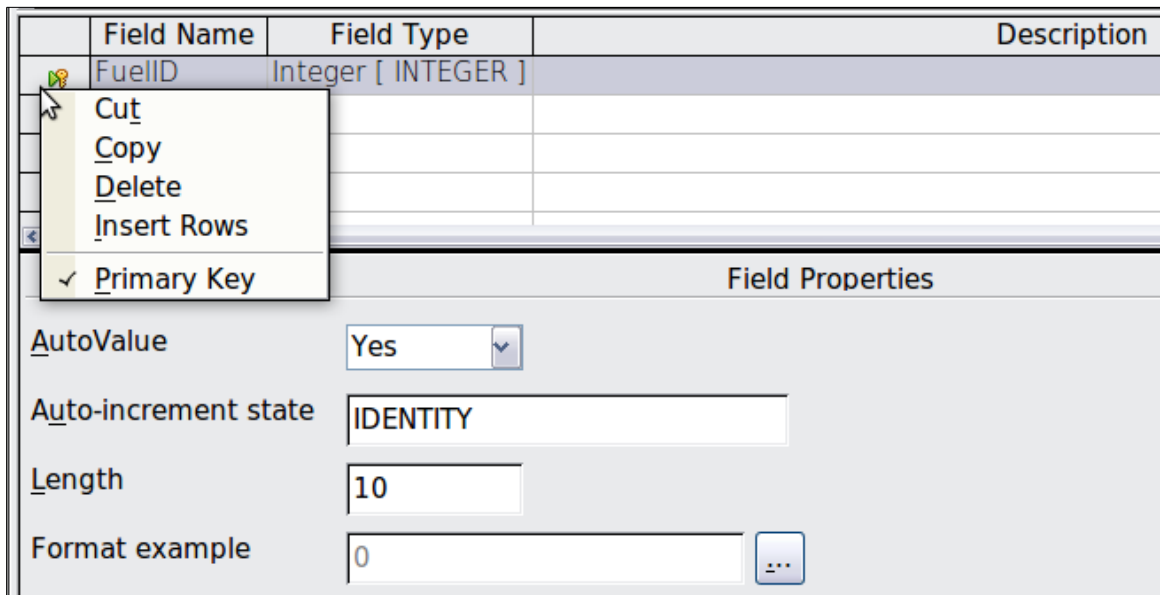 Field Name Field Type Description
FuelID Integer [ INTEGER ]
Cut
Copy
Delete
Insert Rows
Primary Key
Field Properties
AutoValue Yes
Auto-increment state IDENTITY
Length 10
Format example 0 ...